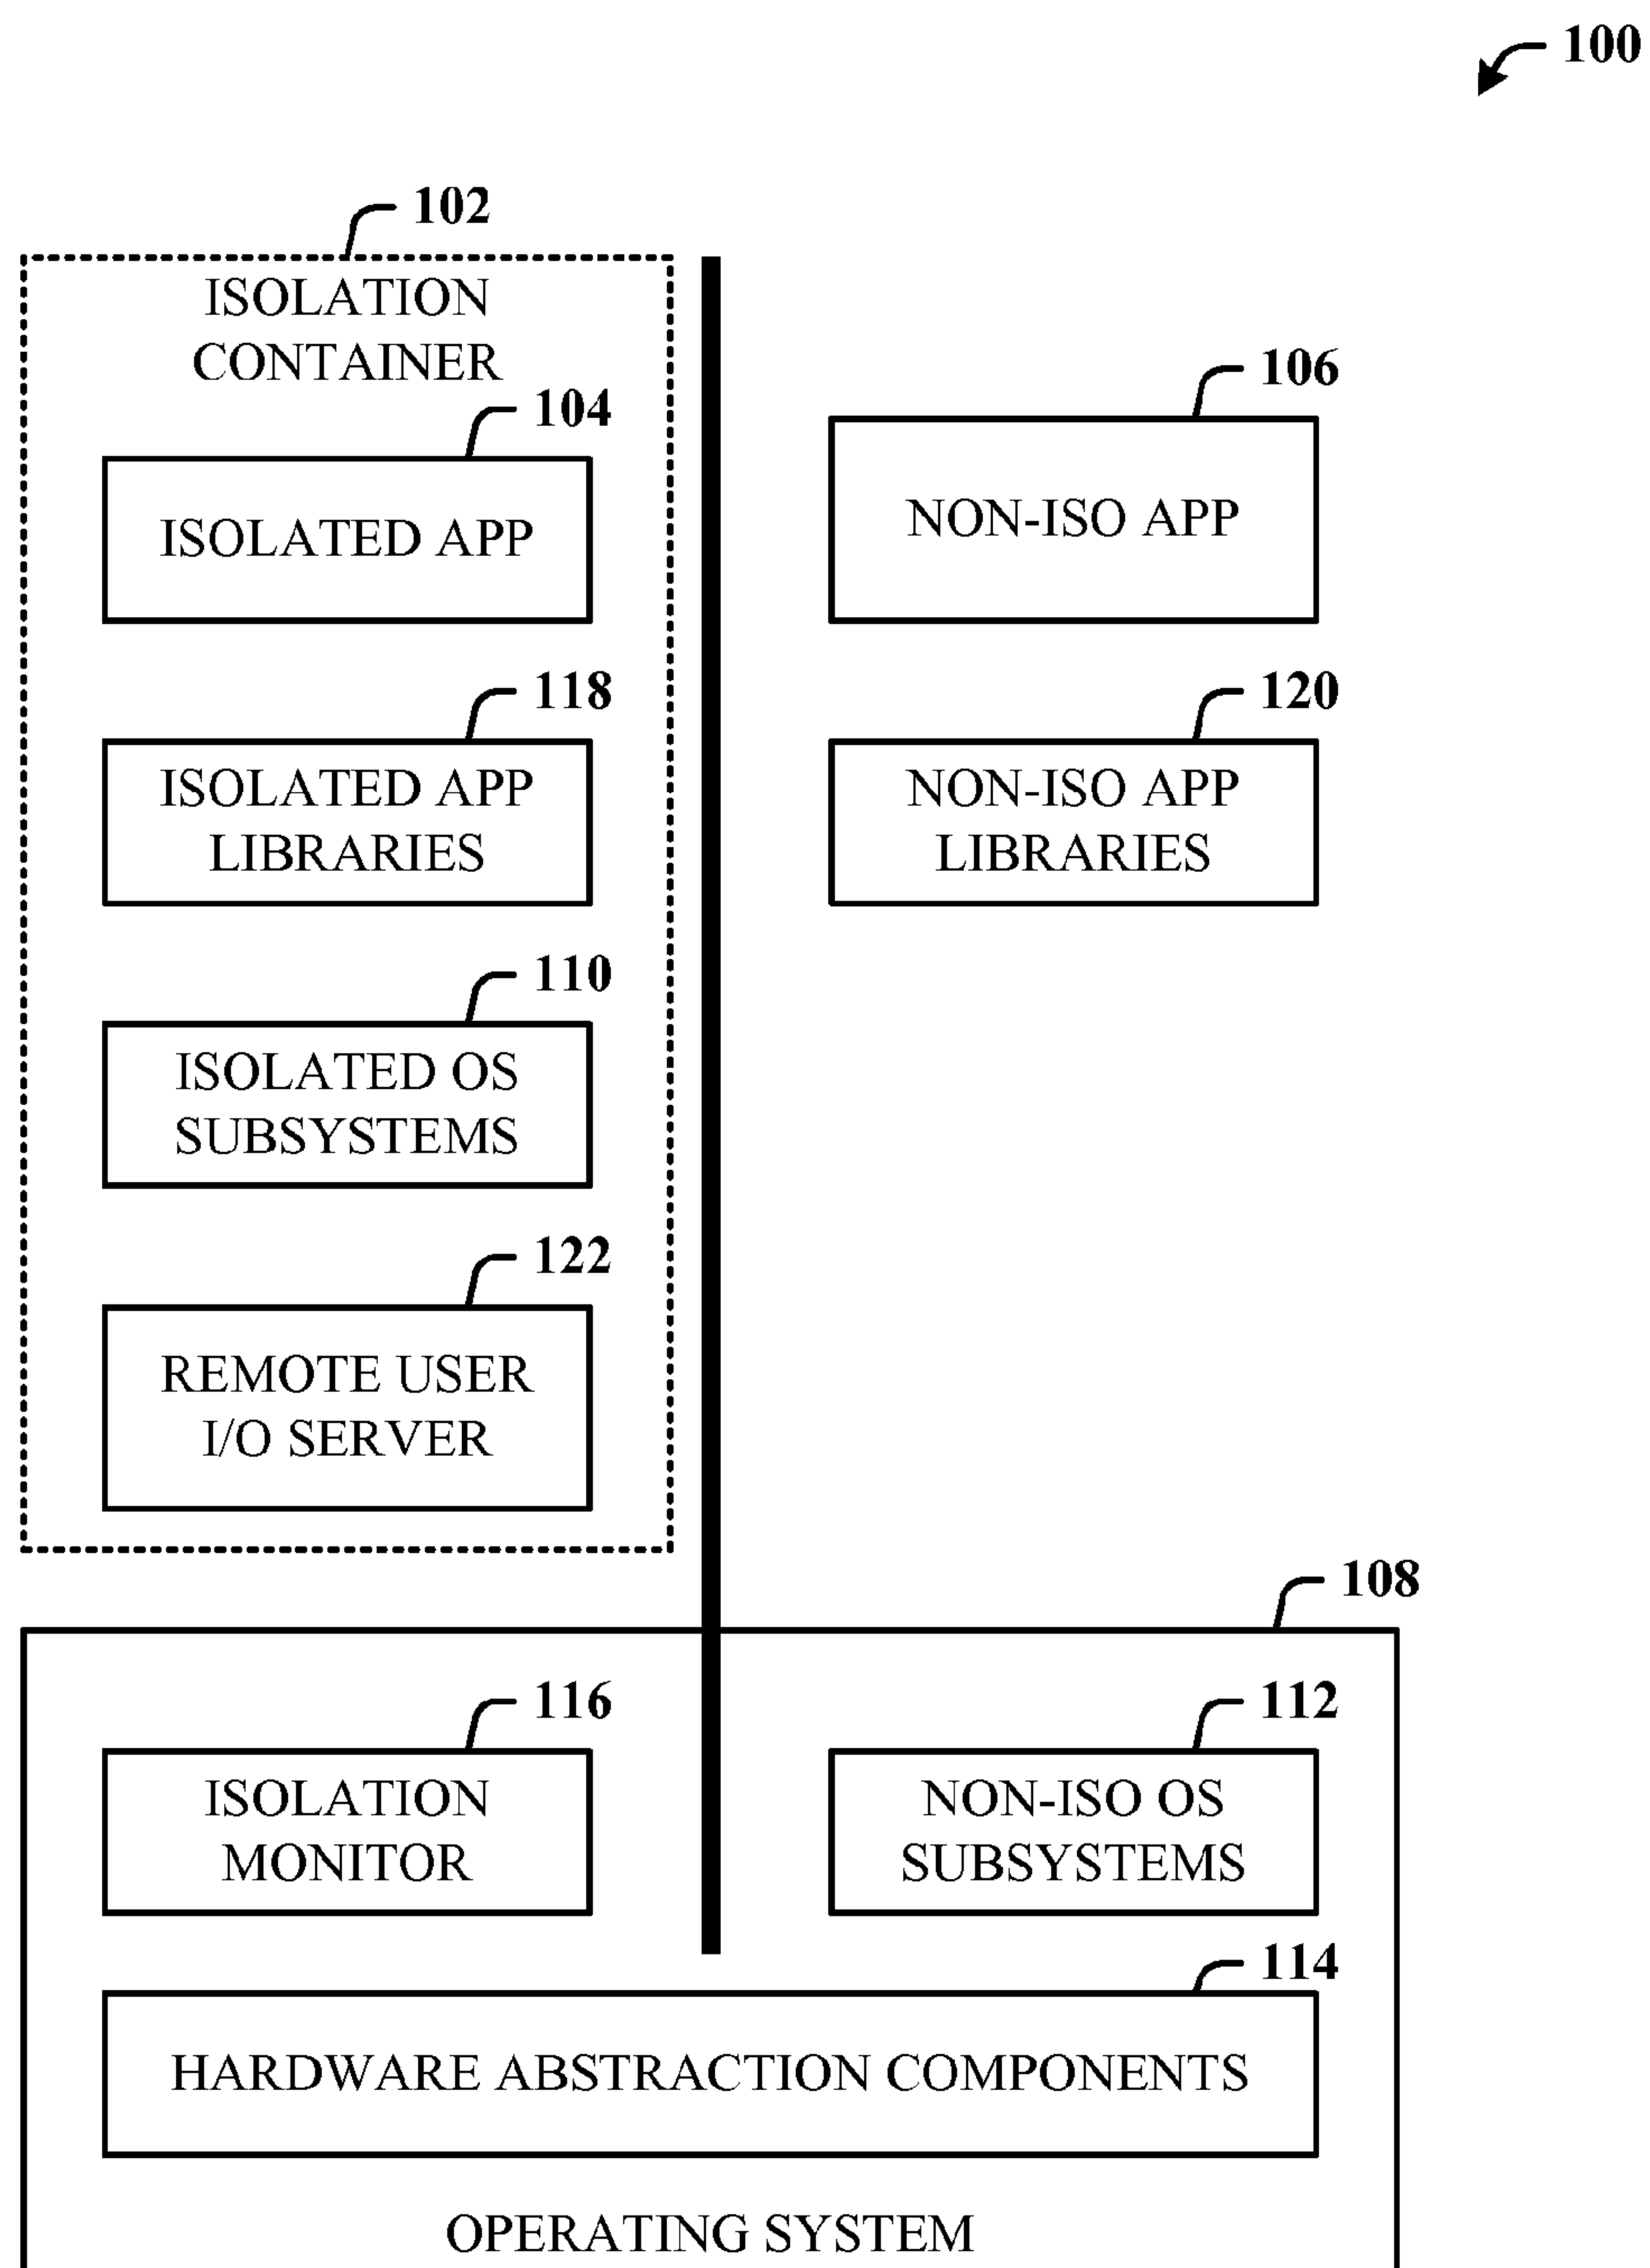 100
102
ISOLATION
CONTAINER
104
ISOLATED APP
106
NON-ISO APP
118
ISOLATED APP
LIBRARIES
120
NON-ISO APP
LIBRARIES
110
ISOLATED OS
SUBSYSTEMS
122
REMOTE USER
I/O SERVER
108
116
ISOLATION
MONITOR
112
NON-ISO OS
SUBSYSTEMS
114
HARDWARE ABSTRACTION COMPONENTS
OPERATING SYSTEM